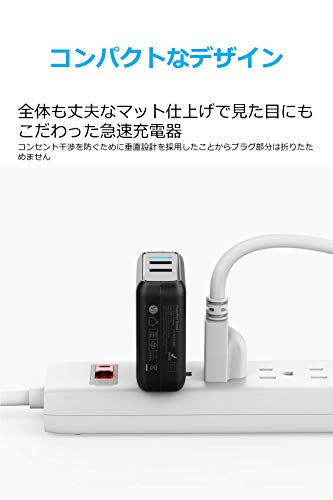 コンパクトなデザイン
全体も丈夫なマット仕上げで見た目にも
こだわった急速充電器
コンセント干渉を防ぐために垂直設計を採用したことからプラグ部分は折りたた
めません